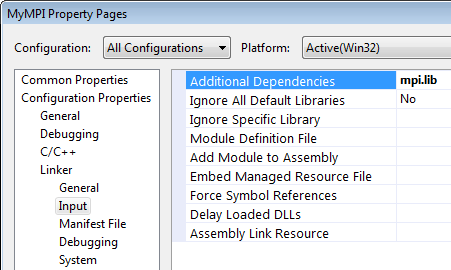 MyMPI Property Pages
Configuration: All Configurations Platform: Active(Win32)
Common Properties
Configuration Properties
General
Debugging
C/C++
Linker
General
Input
Manifest File
Debugging
System
Additional Dependencies mpi.lib
Ignore All Default Libraries No
Ignore Specific Library
Module Definition File
Add Module to Assembly
Embed Managed Resource File
Force Symbol References
Delay Loaded DLLs
Assembly Link Resource